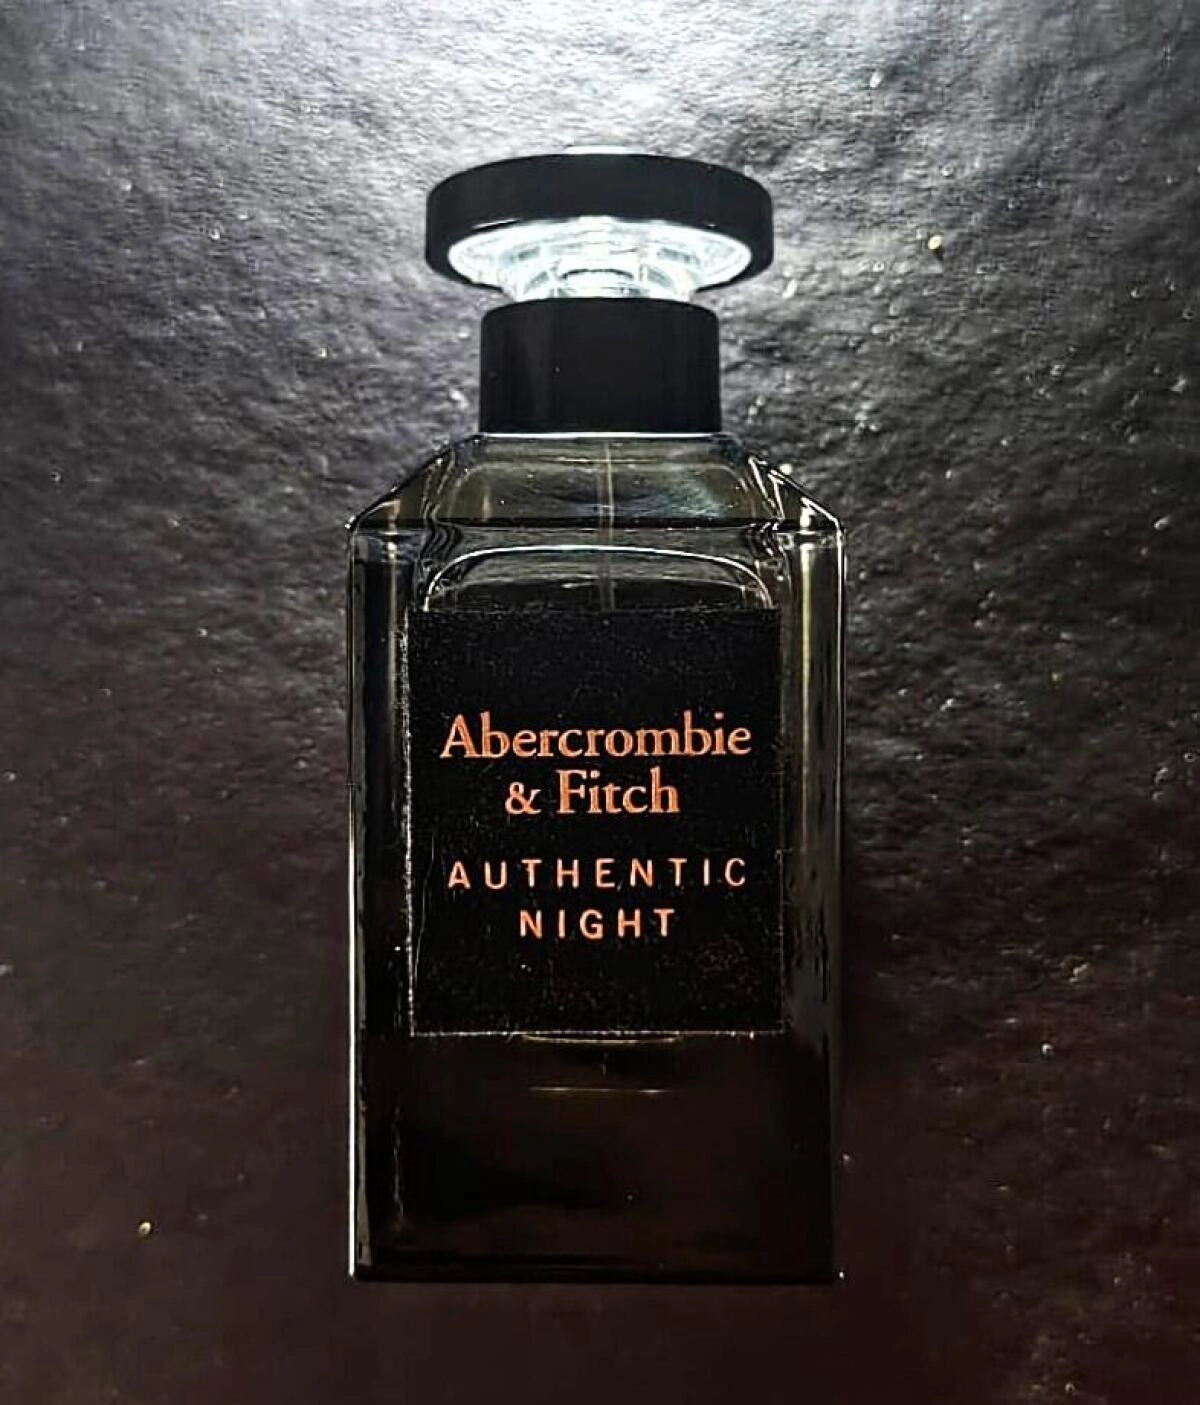 Abercrombie
& Fitch
AUTHENTIC
NIGHT